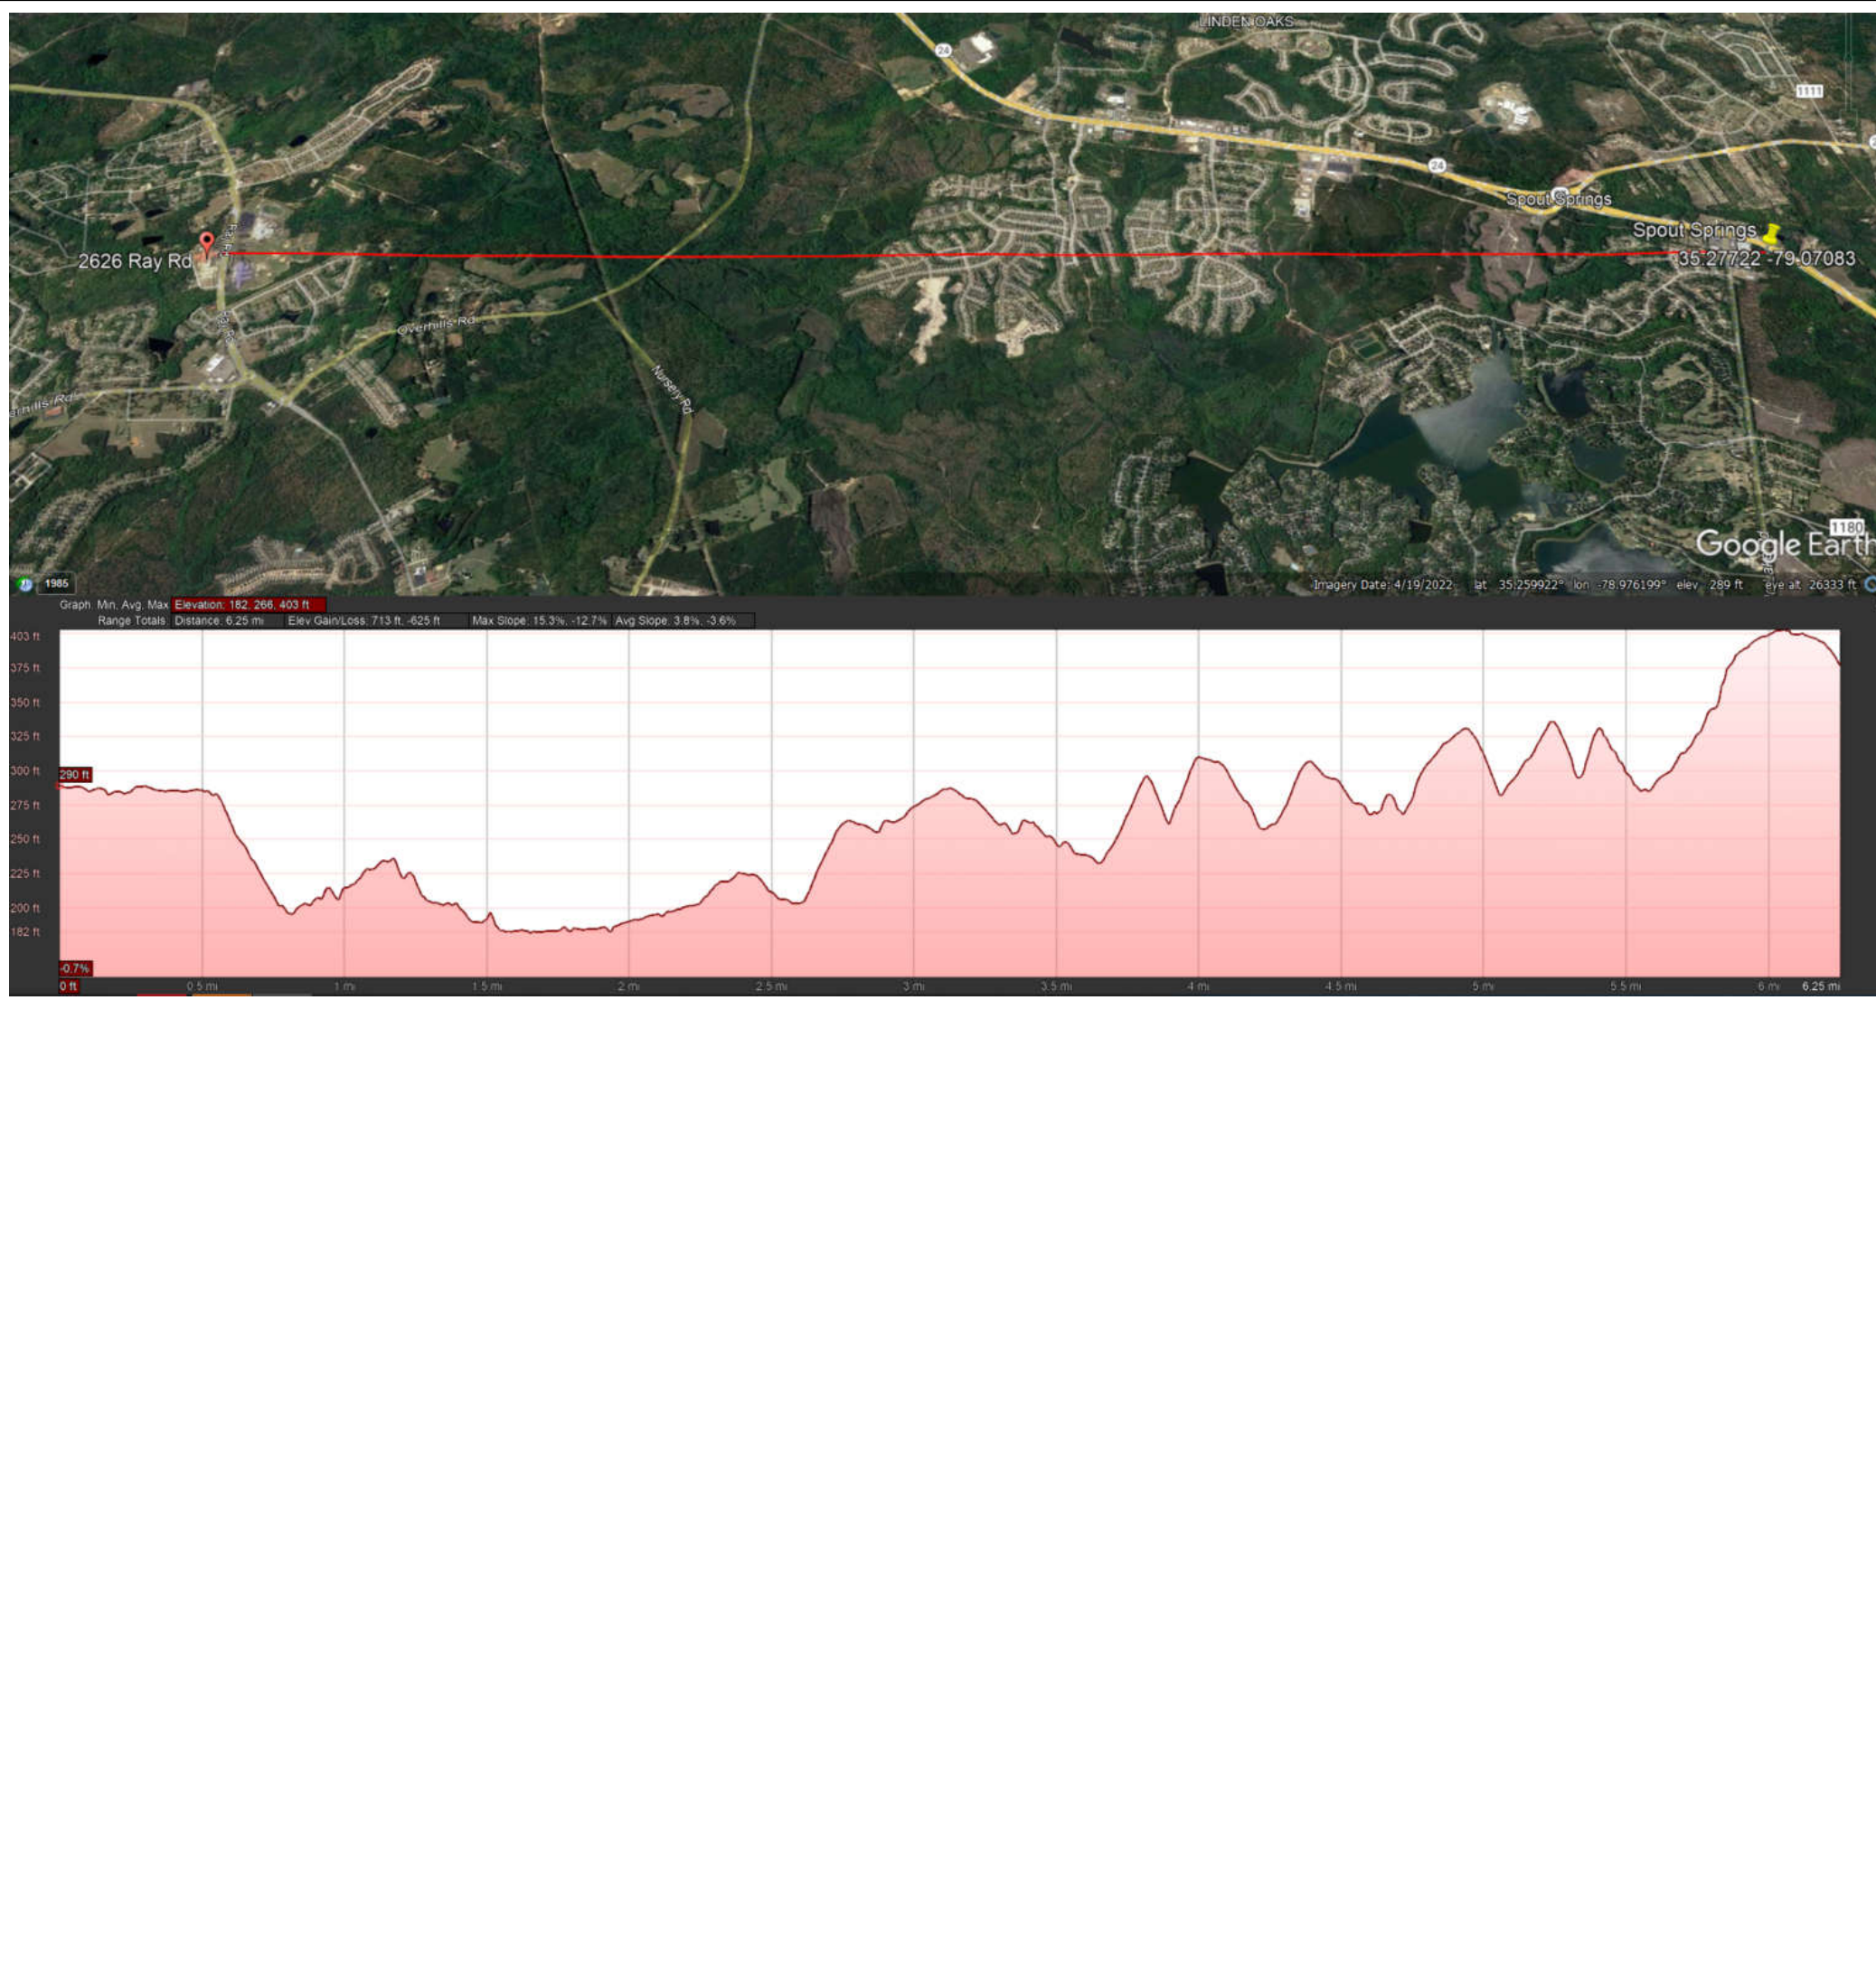 LINDEN OAKS
24
1111
24
Spout Springs
Spout Springs
2626 Ray Rd
35.27722 -79.07083
Ray Rd
Ray Rd
Overhills Rd
Nursery Rd
erhills Rd
1180
Google Earth
1985
Imagery Date: 4/19/2022 lat 35.259922° lon -78.976199° elev 289 ft eye alt 26333 ft
Graph: Min, Avg, Max Elevation: 182, 266, 403 ft
Range Totals: Distance: 6.25 mi Elev Gain/Loss: 713 ft, -625 ft Max Slope: 15.3%, -12.7% Avg Slope: 3.8%, -3.6%
403 ft
375 ft
350 ft
325 ft
300 ft
290 ft
275 ft
250 ft
225 ft
200 ft
182 ft
-0.7%
0 ft 0.5 mi 1 mi 1.5 mi 2 mi 2.5 mi 3 mi 3.5 mi 4 mi 4.5 mi 5 mi 5.5 mi 6 mi 6.25 mi